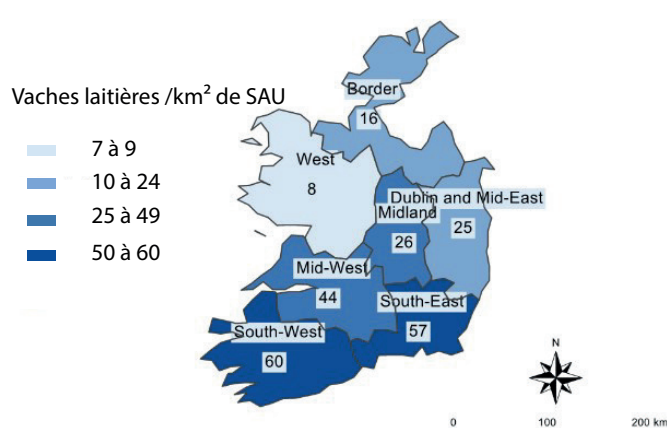 Vaches laitières /km² de SAU
7 à 9
10 à 24
25 à 49
50 à 60
Border
16
West
8
Dublin and Mid-East
25
Midland
26
Mid-West
44
South-East
57
South-West
60
N
0 100 200 km